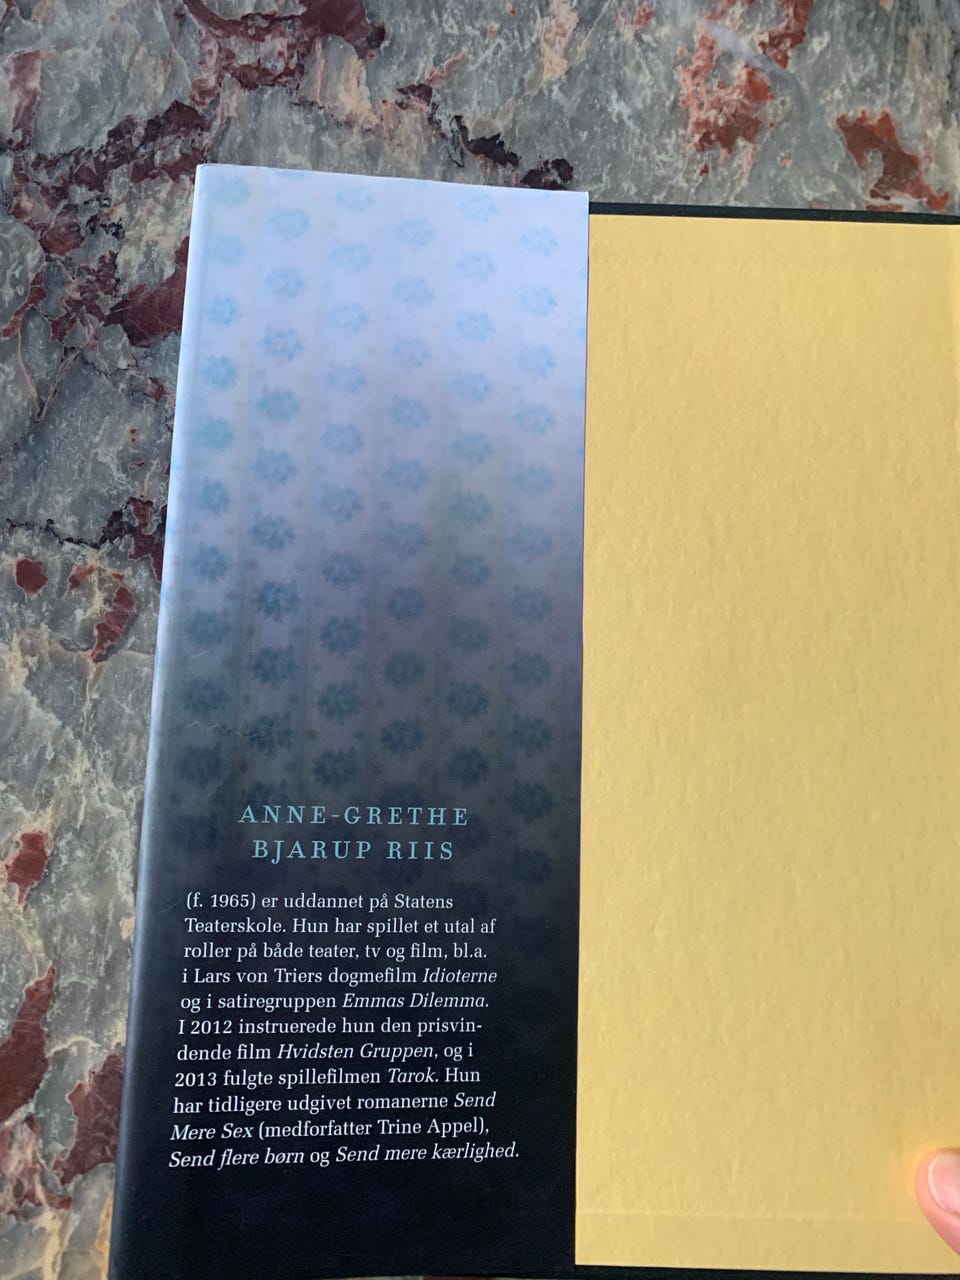 ANNE-GRETHE
BJARUP RIIS
(f. 1965) er uddannet på Statens
Teaterskole. Hun har spillet et utal af
roller på både teater, tv og film, bl.a.
i Lars von Triers dogmefilm Idioterne
og i satiregruppen Emmas Dilemma.
I 2012 instruerede hun den prisvin-
dende film Hvidsten Gruppen, og i
2013 fulgte spillefilmen Tarok. Hun
har tidligere udgivet romanerne Send
Mere Sex (medforfatter Trine Appel),
Send flere børn og Send mere kærlighed.